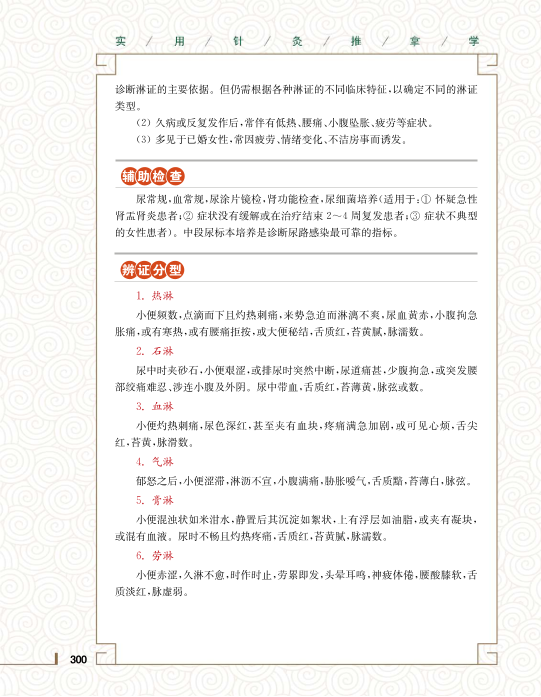 实 / 用 / 针 / 灸 / 推 / 拿 / 学
诊断淋证的主要依据。但仍需根据各种淋证的不同临床特征,以确定不同的淋证
类型。
(2) 久病或反复发作后,常伴有低热、腰痛、小腹坠胀、疲劳等症状。
(3) 多见于已婚女性,常因疲劳、情绪变化、不洁房事而诱发。
辅助检查
尿常规,血常规,尿涂片镜检,肾功能检查,尿细菌培养(适用于:① 怀疑急性
肾盂肾炎患者;② 症状没有缓解或在治疗结束 2～4 周复发患者;③ 症状不典型
的女性患者)。中段尿标本培养是诊断尿路感染最可靠的指标。
辨证分型
1. 热淋
小便频数,点滴而下且灼热刺痛,来势急迫而淋漓不爽,尿血黄赤,小腹拘急
胀痛,或有寒热,或有腰痛拒按,或大便秘结,舌质红,苔黄腻,脉濡数。
2. 石淋
尿中时夹砂石,小便艰涩,或排尿时突然中断,尿道痛甚,少腹拘急,或突发腰
部绞痛难忍、涉连小腹及外阴。尿中带血,舌质红,苔薄黄,脉弦或数。
3. 血淋
小便灼热刺痛,尿色深红,甚至夹有血块,疼痛满急加剧,或可见心烦,舌尖
红,苔黄,脉滑数。
4. 气淋
郁怒之后,小便涩滞,淋沥不宣,小腹满痛,胁胀嗳气,舌质黯,苔薄白,脉弦。
5. 膏淋
小便混浊状如米泔水,静置后其沉淀如絮状,上有浮层如油脂,或夹有凝块,
或混有血液。尿时不畅且灼热疼痛,舌质红,苔黄腻,脉濡数。
6. 劳淋
小便赤涩,久淋不愈,时作时止,劳累即发,头晕耳鸣,神疲体倦,腰酸膝软,舌
质淡红,脉虚弱。
300